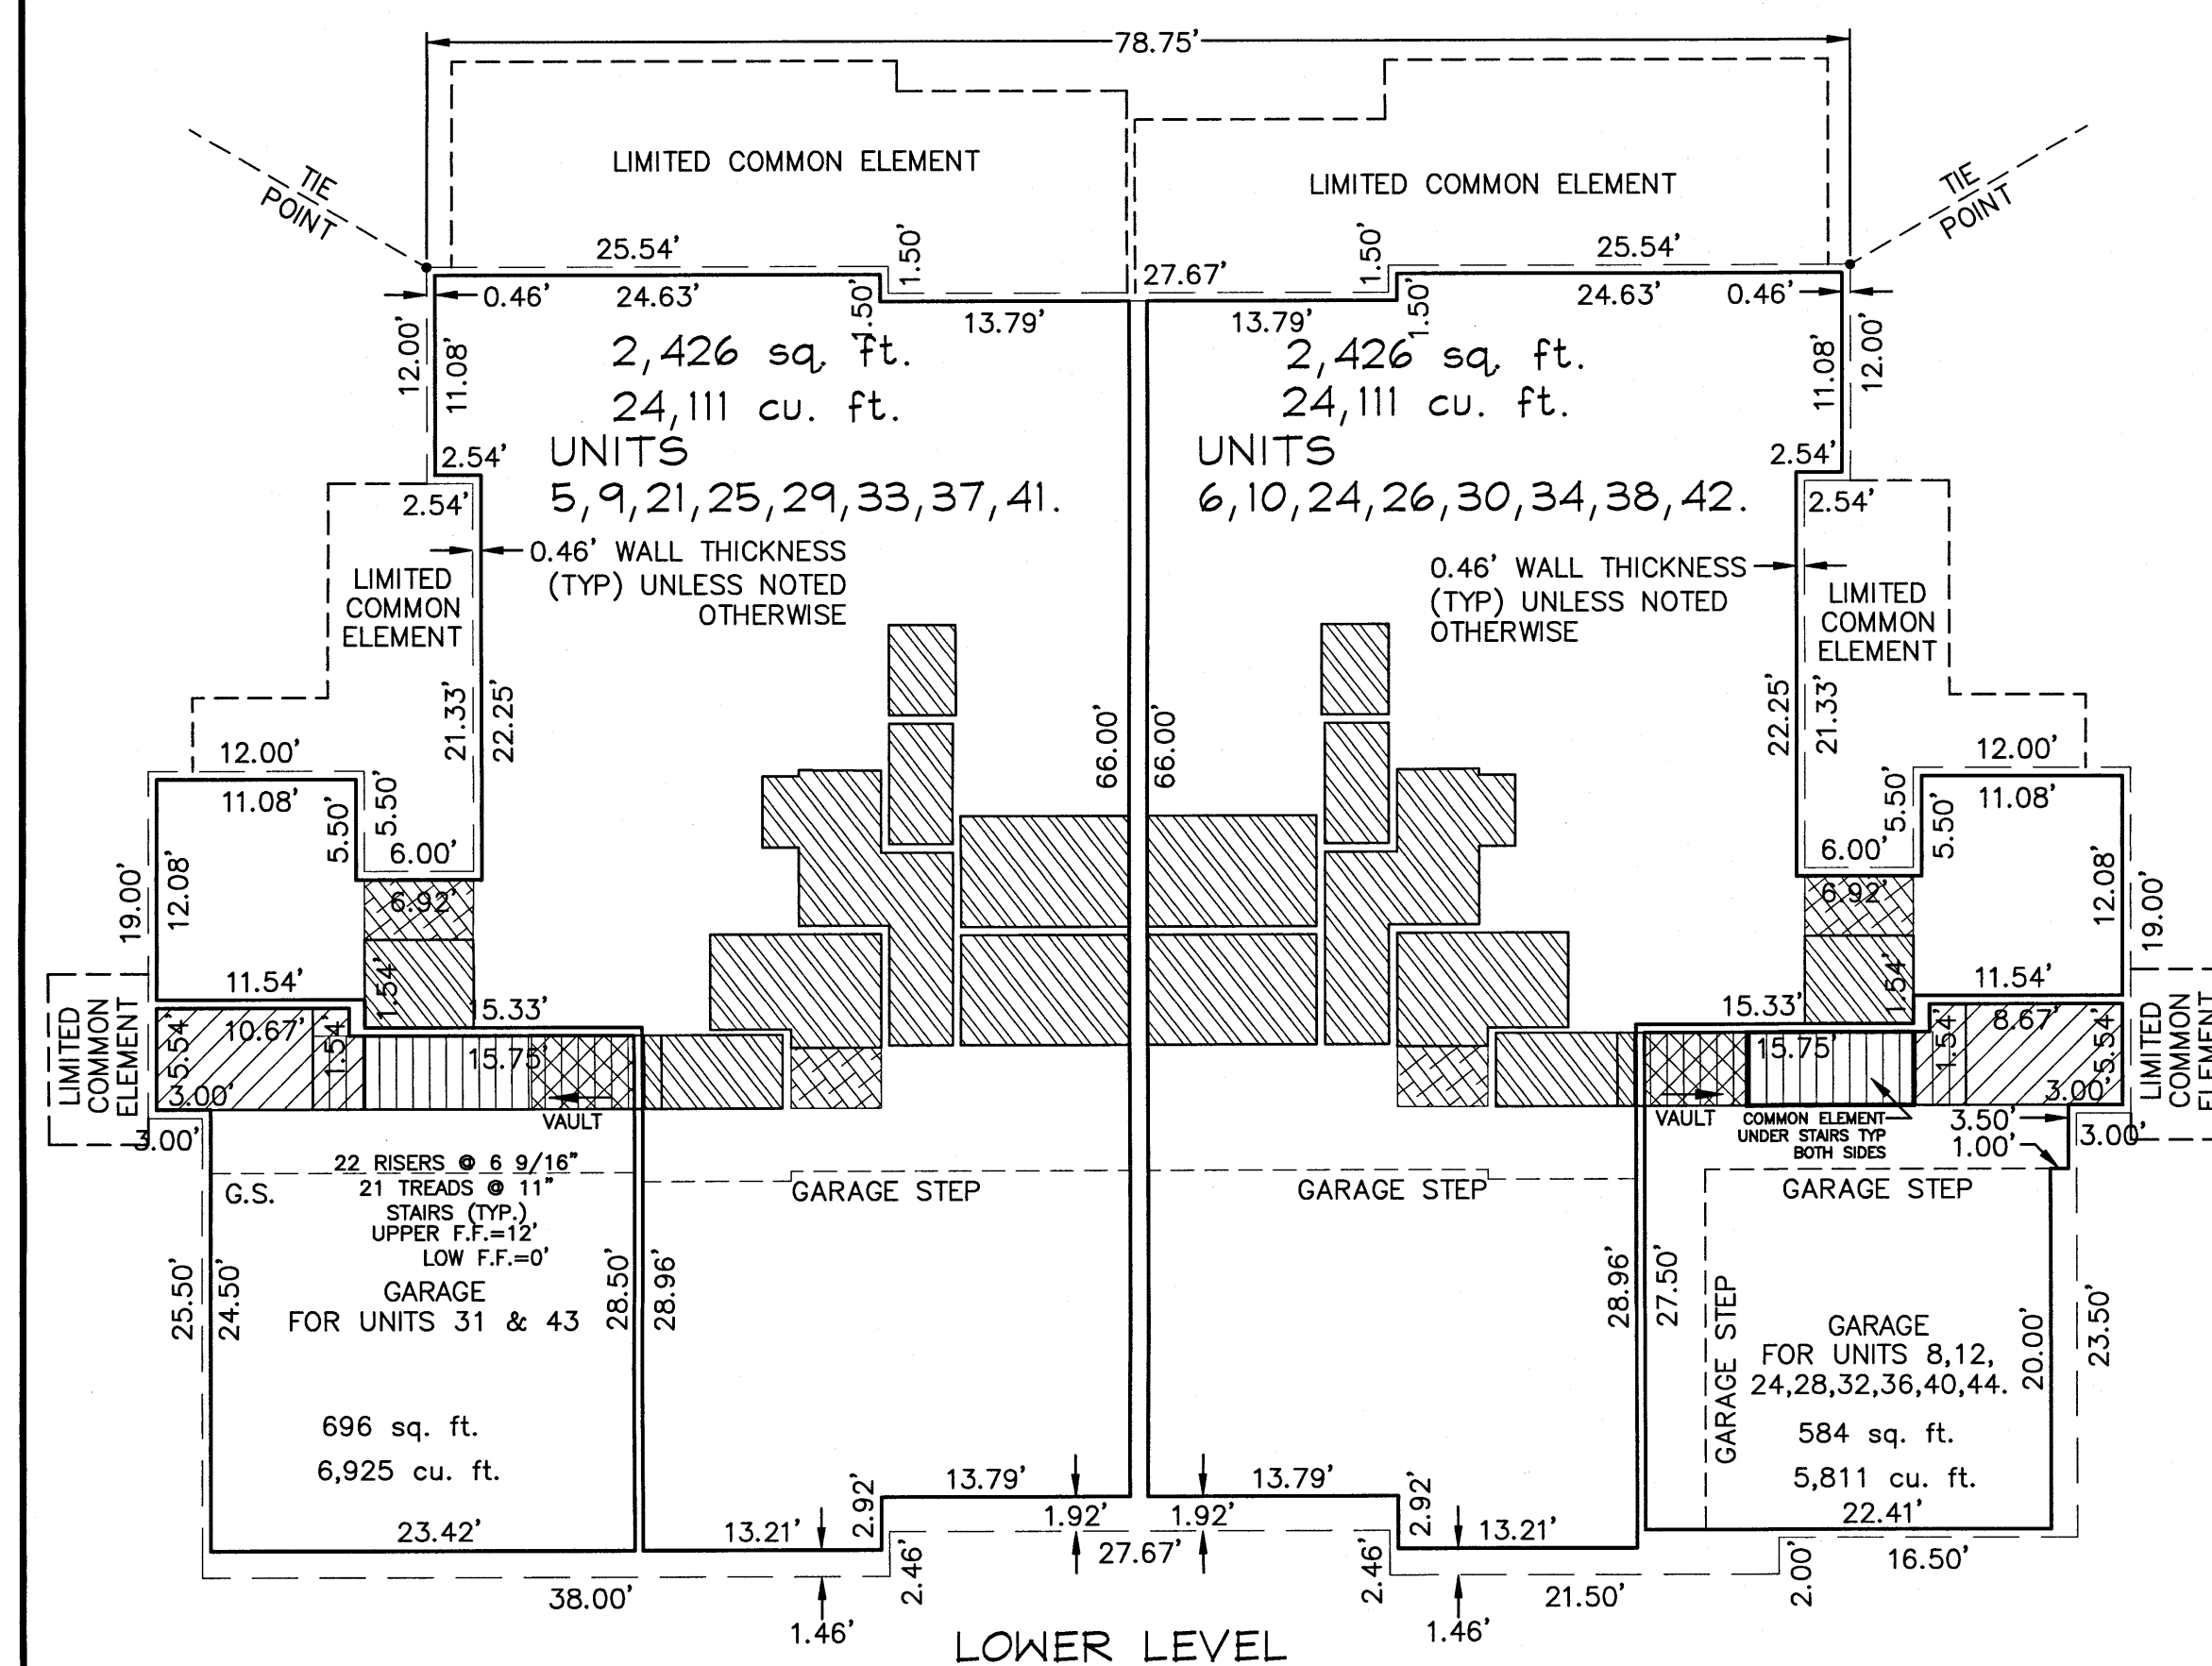 78.75'
LIMITED COMMON ELEMENT
LIMITED COMMON ELEMENT
TIE
POINT
TIE
POINT
25.54'
1.50'
27.67'
1.50'
25.54'
0.46'
24.63'
1.50'
13.79'
13.79'
1.50'
24.63'
0.46'
12.00'
11.08'
2,426 sq. ft.
24,111 cu. ft.
UNITS
5,9,21,25,29,33,37,41.
2,426 sq. ft.
24,111 cu. ft.
UNITS
6,10,24,26,30,34,38,42.
11.08'
12.00'
2.54'
2.54'
2.54'
2.54'
0.46' WALL THICKNESS
(TYP) UNLESS NOTED
OTHERWISE
0.46' WALL THICKNESS
(TYP) UNLESS NOTED
OTHERWISE
LIMITED
COMMON
ELEMENT
LIMITED
COMMON
ELEMENT
21.33'
22.25'
66.00'
66.00'
22.25'
21.33'
12.00'
11.08'
5.50'
5.50'
6.00'
6.92'
12.00'
11.08'
5.50'
5.50'
6.00'
6.92'
19.00'
12.08'
12.08'
19.00'
11.54'
1.54'
15.33'
15.33'
1.54'
11.54'
LIMITED
COMMON
ELEMENT
5.54'
10.67'
1.54'
15.75'
3.00'
3.00'
VAULT
15.75'
1.54'
8.67'
5.54'
3.00'
LIMITED
COMMON
ELEMENT
VAULT
COMMON ELEMENT
UNDER STAIRS TYP
BOTH SIDES
3.50'
1.00'
3.00'
22 RISERS @ 6 9/16"
G.S.
21 TREADS @ 11"
STAIRS (TYP.)
UPPER F.F.=12'
LOW F.F.=0'
GARAGE
FOR UNITS 31 & 43
GARAGE STEP
GARAGE STEP
GARAGE STEP
GARAGE STEP
25.50'
24.50'
28.50'
28.96'
28.96'
27.50'
GARAGE
FOR UNITS 8,12,
24,28,32,36,40,44.
20.00'
23.50'
696 sq. ft.
6,925 cu. ft.
584 sq. ft.
5,811 cu. ft.
23.42'
13.21'
2.92'
13.79'
1.92'
13.79'
1.92'
2.92'
13.21'
22.41'
38.00'
2.46'
27.67'
2.46'
21.50'
2.00'
16.50'
1.46'
1.46'
LOWER LEVEL